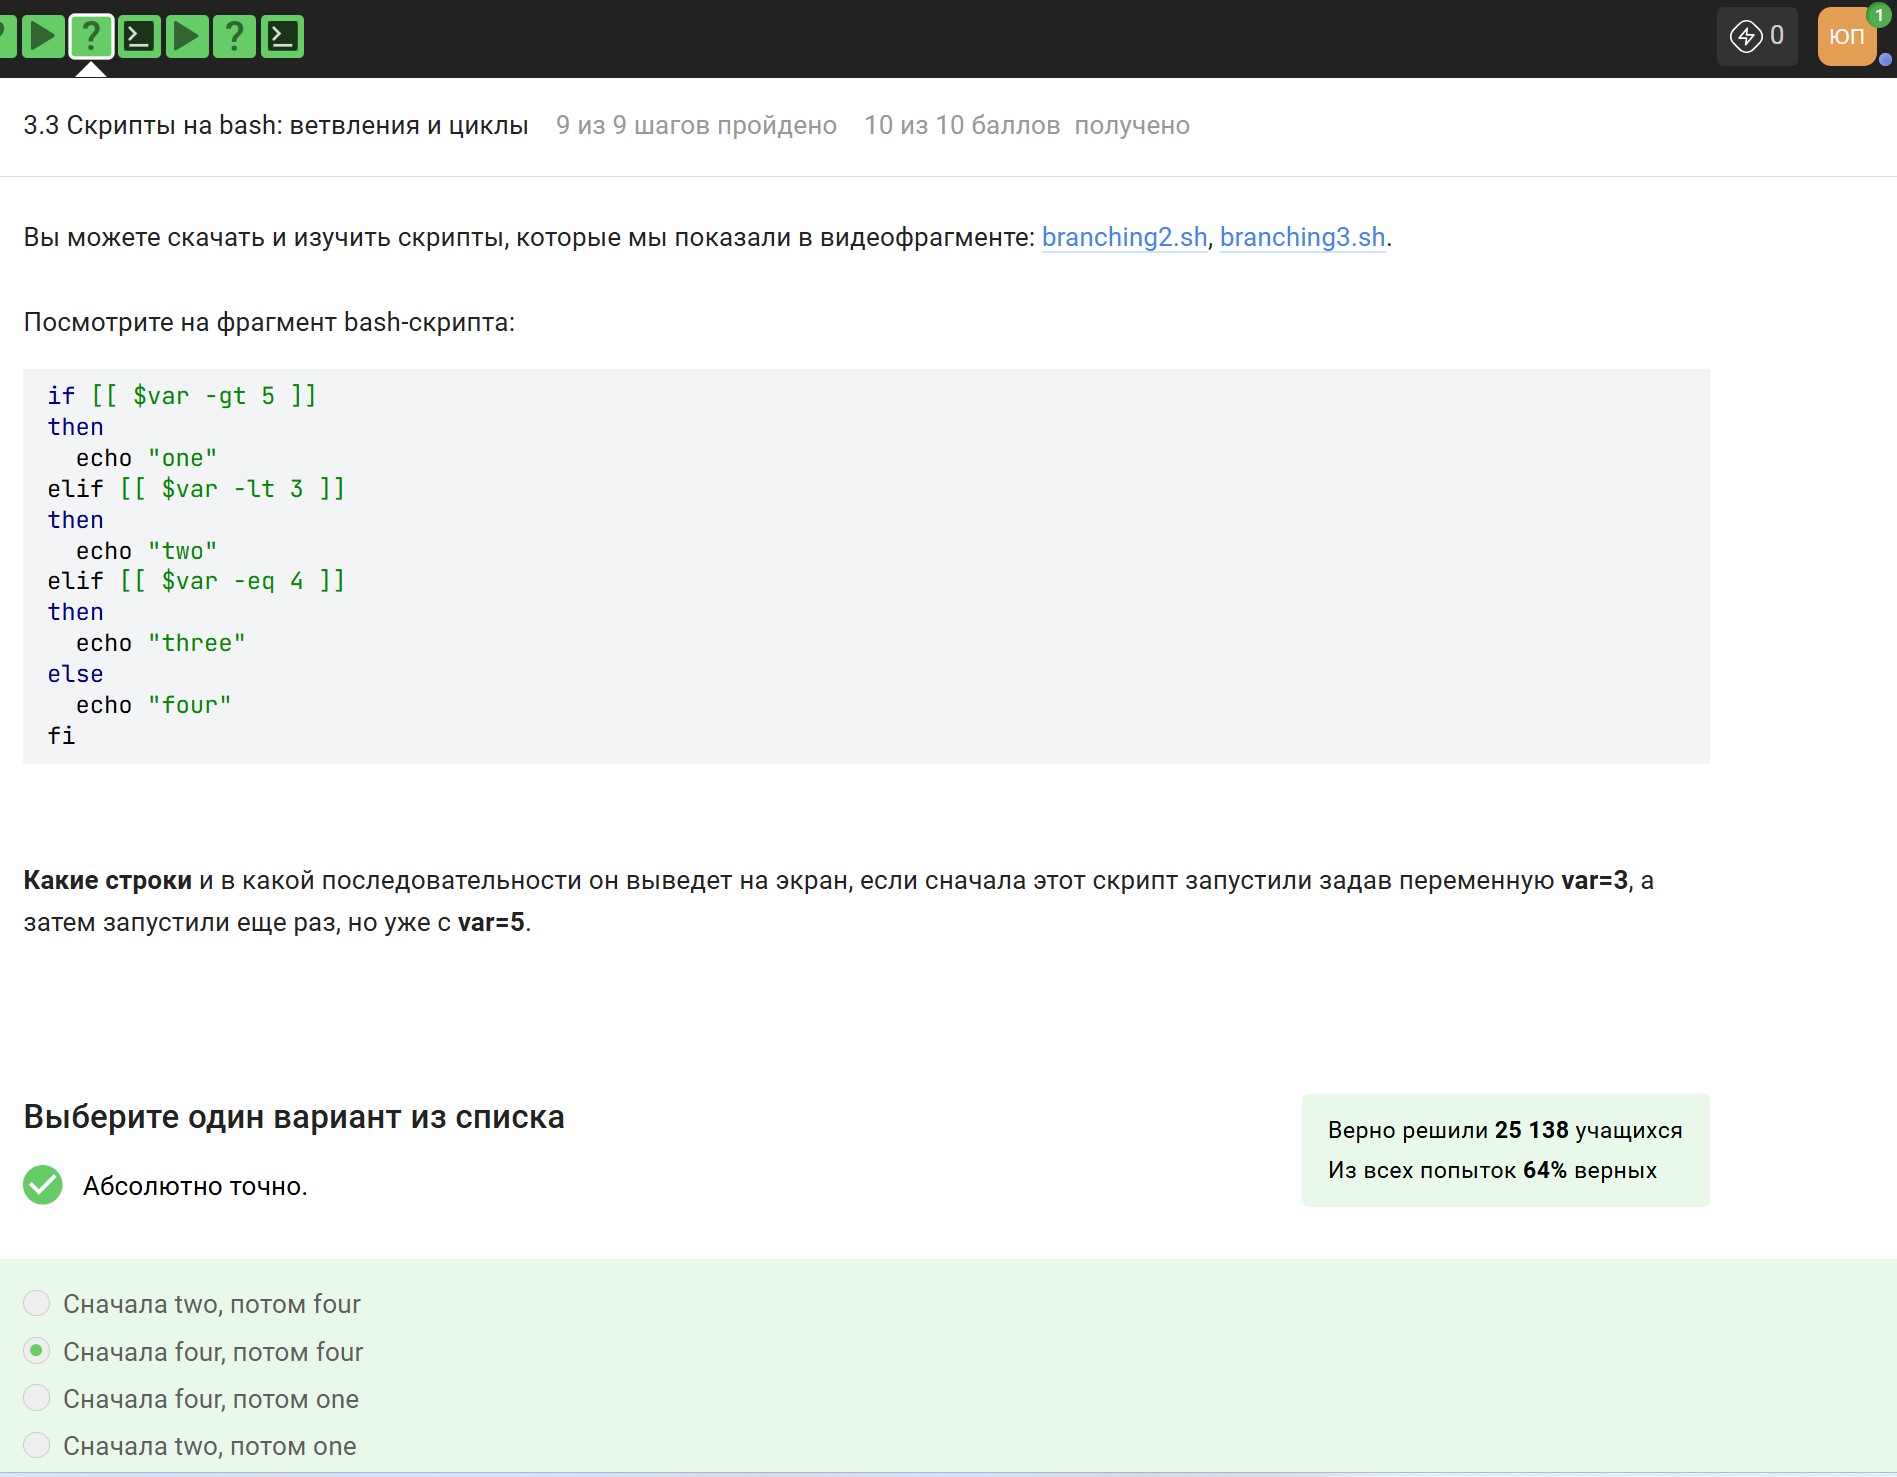 0
ЮП
1
3.3 Скрипты на bash: ветвления и циклы 9 из 9 шагов пройдено 10 из 10 баллов получено
Вы можете скачать и изучить скрипты, которые мы показали в видеофрагменте: branching2.sh, branching3.sh.
Посмотрите на фрагмент bash-скрипта:
if [[ $var -gt 5 ]]
then
  echo "one"
elif [[ $var -lt 3 ]]
then
  echo "two"
elif [[ $var -eq 4 ]]
then
  echo "three"
else
  echo "four"
fi
Какие строки и в какой последовательности он выведет на экран, если сначала этот скрипт запустили задав переменную var=3, а
затем запустили еще раз, но уже с var=5.
Выберите один вариант из списка
Абсолютно точно.
Верно решили 25 138 учащихся
Из всех попыток 64% верных
Сначала two, потом four
Сначала four, потом four
Сначала four, потом one
Сначала two, потом one